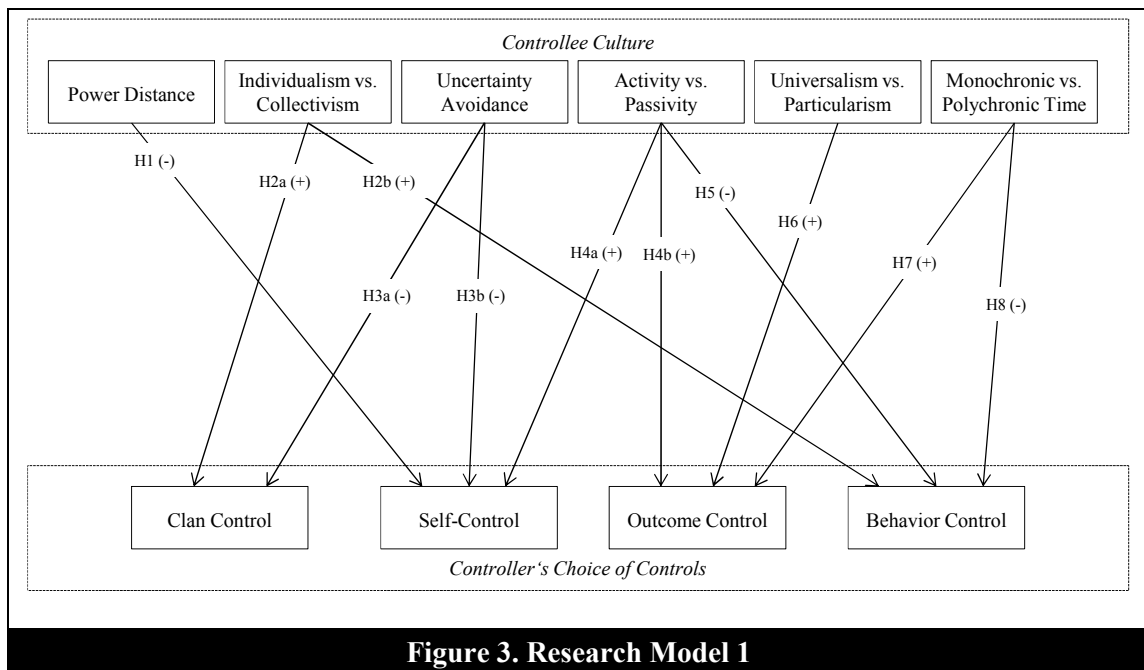 Controllee Culture
Power Distance
Individualism vs.
Collectivism
Uncertainty
Avoidance
Activity vs.
Passivity
Universalism vs.
Particularism
Monochronic vs.
Polychronic Time
H1 (-)
H2a (+)
H2b (+)
H3a (-)
H3b (-)
H4a (+)
H4b (+)
H5 (-)
H6 (+)
H7 (+)
H8 (-)
Clan Control
Self-Control
Outcome Control
Behavior Control
Controller‘s Choice of Controls
Figure 3. Research Model 1